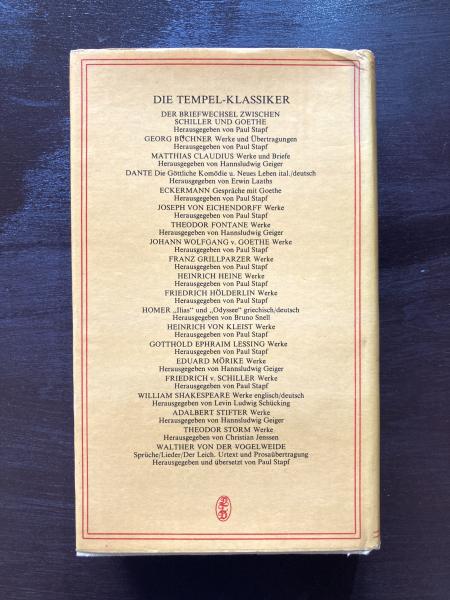 DIE TEMPEL-KLASSIKER
DER BRIEFWECHSEL ZWISCHEN
SCHILLER UND GOETHE
Herausgegeben von Paul Stapf
GEORG BÜCHNER Werke und Übertragungen
Herausgegeben von Paul Stapf
MATTHIAS CLAUDIUS Werke und Briefe
Herausgegeben von Hannsludwig Geiger
DANTE Die Göttliche Komödie u. Neues Leben ital./deutsch
Herausgegeben von Erwin Laaths
ECKERMANN Gespräche mit Goethe
Herausgegeben von Paul Stapf
JOSEPH VON EICHENDORFF Werke
Herausgegeben von Paul Stapf
THEODOR FONTANE Werke
Herausgegeben von Hannsludwig Geiger
JOHANN WOLFGANG v. GOETHE Werke
Herausgegeben von Paul Stapf
FRANZ GRILLPARZER Werke
Herausgegeben von Paul Stapf
HEINRICH HEINE Werke
Herausgegeben von Paul Stapf
FRIEDRICH HÖLDERLIN Werke
Herausgegeben von Paul Stapf
HOMER „Ilias" und „Odyssee" griechisch/deutsch
Herausgegeben von Bruno Snell
HEINRICH VON KLEIST Werke
Herausgegeben von Paul Stapf
GOTTHOLD EPHRAIM LESSING Werke
Herausgegeben von Paul Stapf
EDUARD MÖRIKE Werke
Herausgegeben von Hannsludwig Geiger
FRIEDRICH v. SCHILLER Werke
Herausgegeben von Paul Stapf
WILLIAM SHAKESPEARE Werke englisch/deutsch
Herausgegeben von Levin Ludwig Schücking
ADALBERT STIFTER Werke
Herausgegeben von Hannsludwig Geiger
THEODOR STORM Werke
Herausgegeben von Christian Jenssen
WALTHER VON DER VOGELWEIDE
Sprüche/Lieder/Der Leich. Urtext und Prosaübertragung
Herausgegeben und übersetzt von Paul Stapf